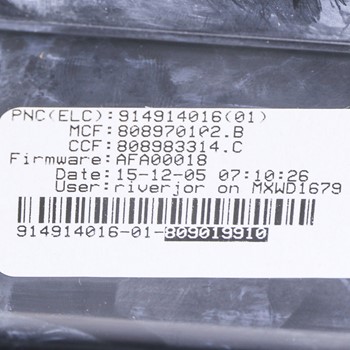 PNC(ELC):914914016(01)
MCF:808970102.B
CCF:808983314.C
Firmware:AFA00018
Date:15-12-05 07:10:26
User:riverjor on MXWD1679
914914016-01-809019910